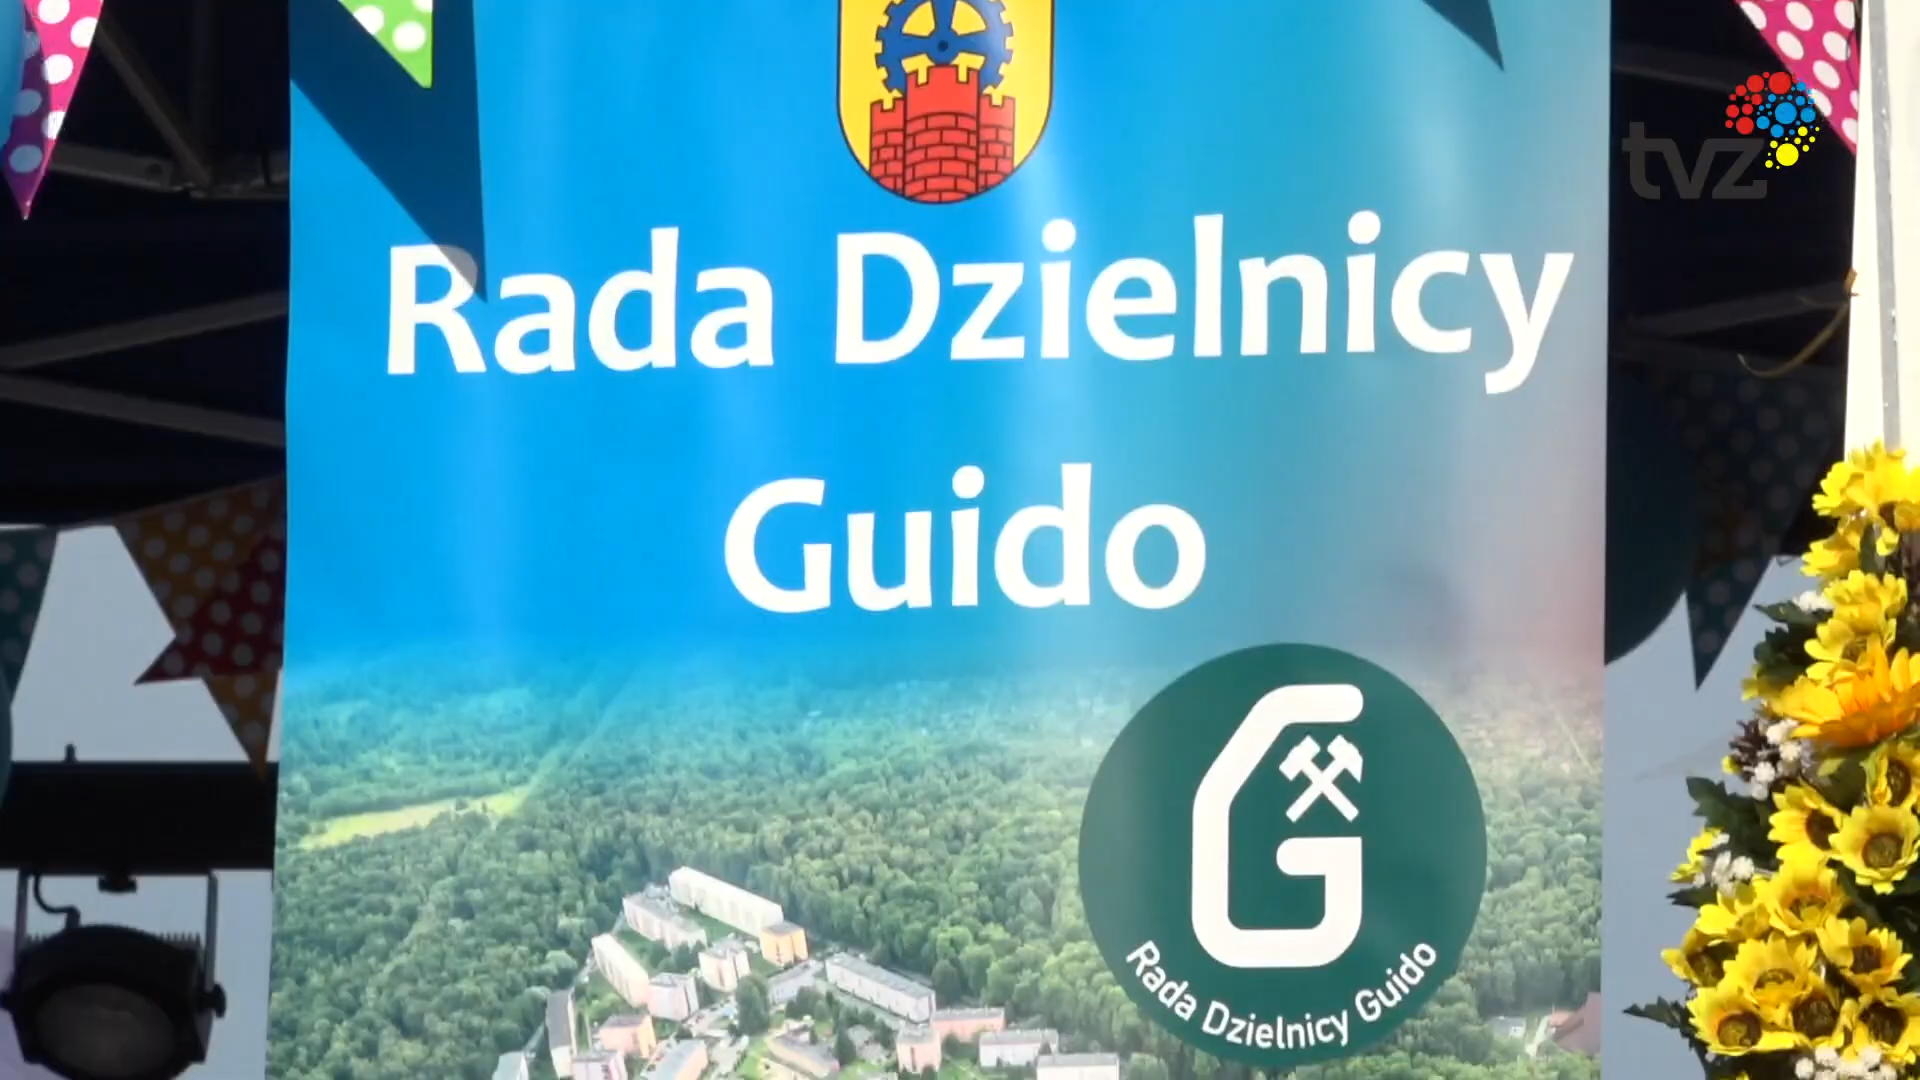 tvz
Rada Dzielnicy
Guido
G
Rada Dzielnicy Guido